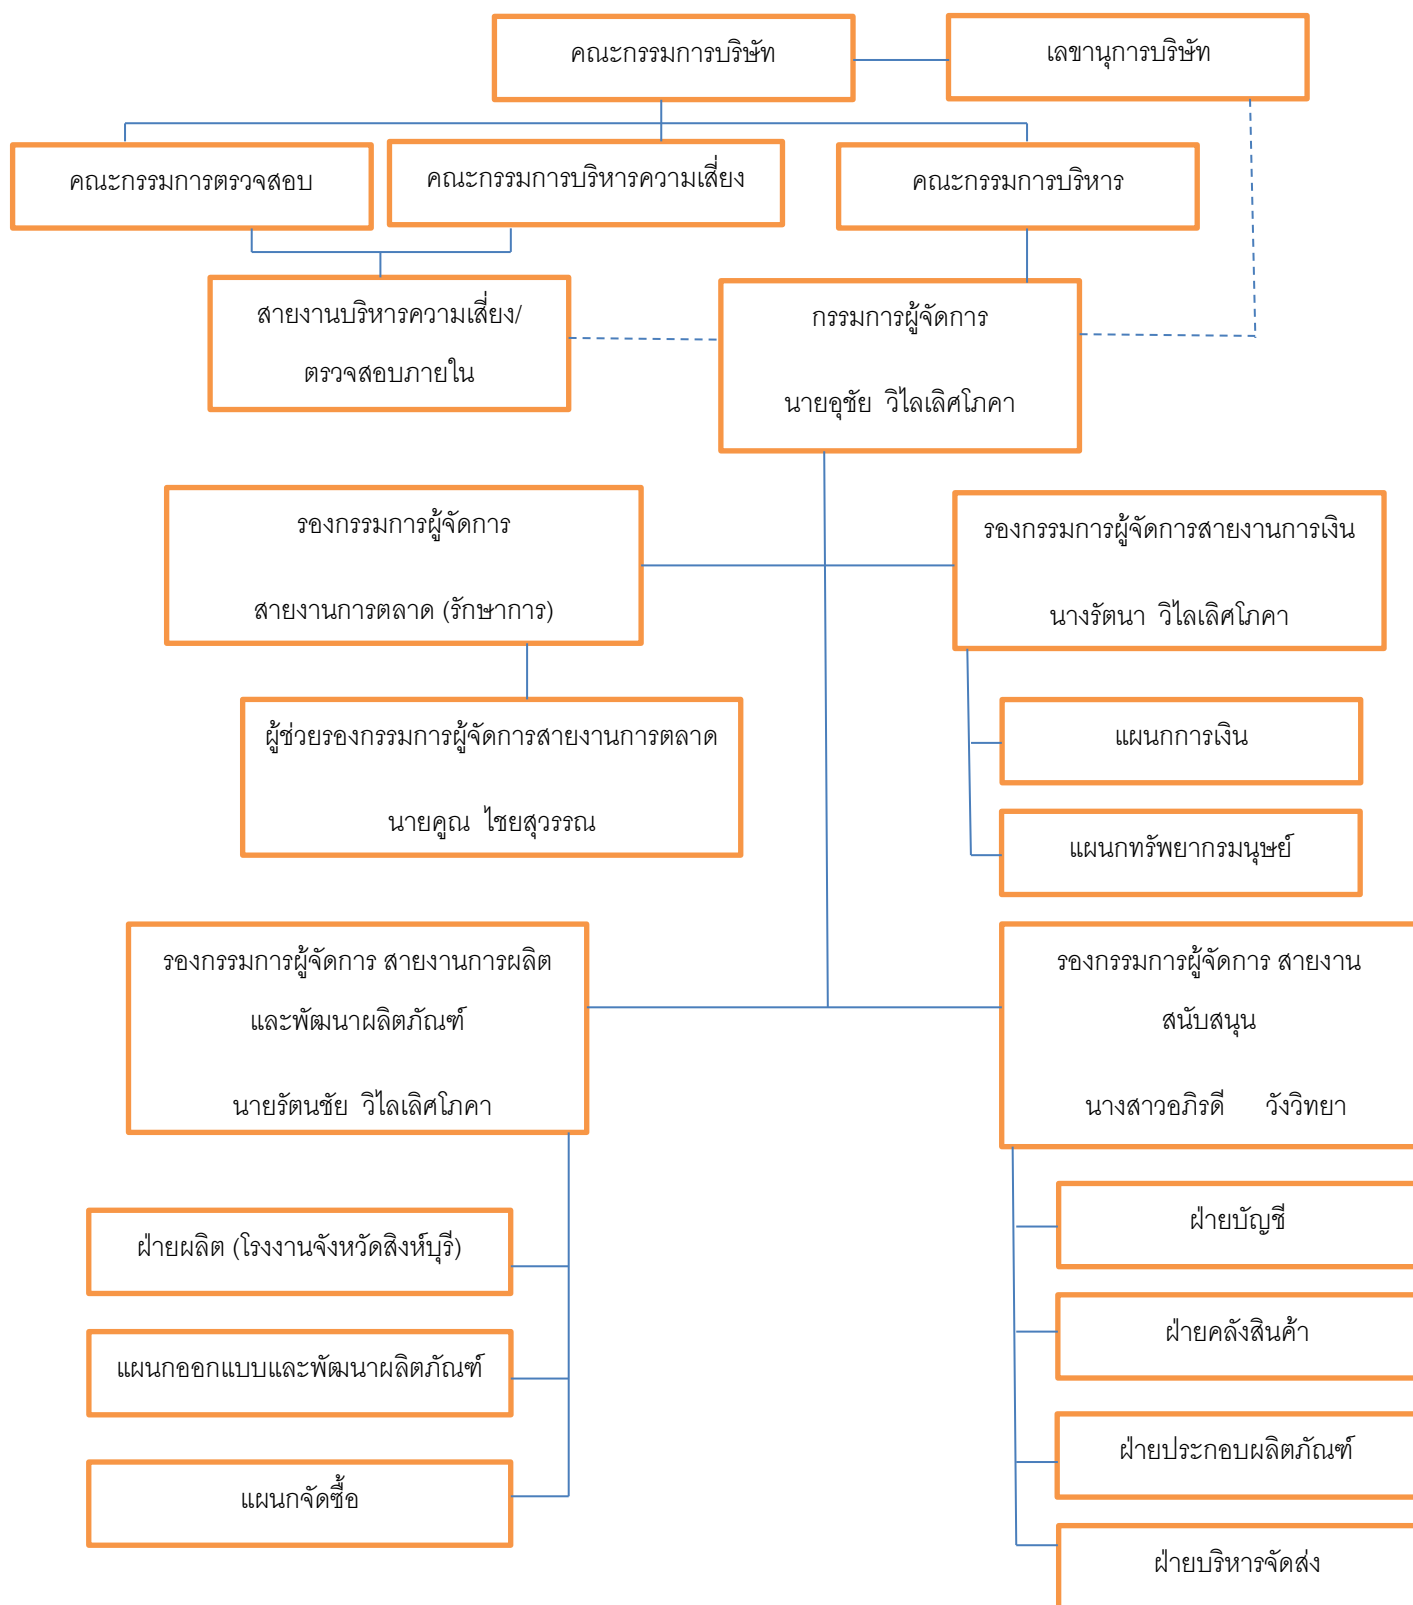 คณะกรรมการบริษัท
เลขานุการบริษัท
คณะกรรมการตรวจสอบ
คณะกรรมการบริหารความเสี่ยง
คณะกรรมการบริหาร
สายงานบริหารความเสี่ยง/
ตรวจสอบภายใน
กรรมการผู้จัดการ
นายอุชัย วิไลเลิศโภคา
รองกรรมการผู้จัดการ
สายงานการตลาด (รักษาการ)
รองกรรมการผู้จัดการสายงานการเงิน
นางรัตนา วิไลเลิศโภคา
ผู้ช่วยรองกรรมการผู้จัดการสายงานการตลาด
นายคูณ ไชยสุวรรณ
แผนกการเงิน
แผนกทรัพยากรมนุษย์
รองกรรมการผู้จัดการ สายงานการผลิต
และพัฒนาผลิตภัณฑ์
นายรัตนชัย วิไลเลิศโภคา
รองกรรมการผู้จัดการ สายงาน
สนับสนุน
นางสาวอภิรดี วังวิทยา
ฝ่ายผลิต (โรงงานจังหวัดสิงห์บุรี)
แผนกออกแบบและพัฒนาผลิตภัณฑ์
แผนกจัดซื้อ
ฝ่ายบัญชี
ฝ่ายคลังสินค้า
ฝ่ายประกอบผลิตภัณฑ์
ฝ่ายบริหารจัดส่ง